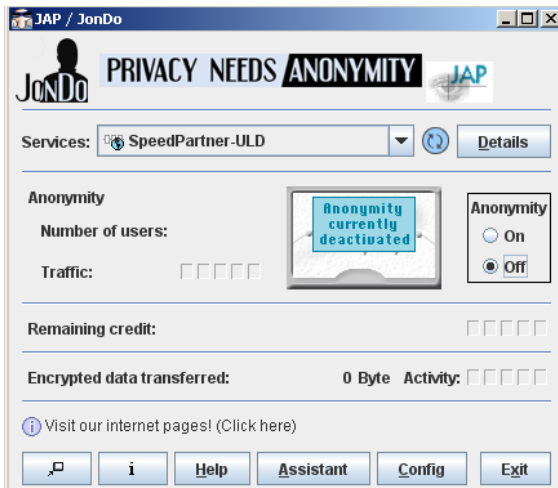 JAP / JonDo
JONDO PRIVACY NEEDS ANONYMITY JAP
Services: SpeedPartner-ULD Details
Anonymity
Number of users:
Traffic:
Anonymity
currently
deactivated
Anonymity
On
Off
Remaining credit:
Encrypted data transferred: 0 Byte Activity:
i Visit our internet pages! (Click here)
i Help Assistant Config Exit